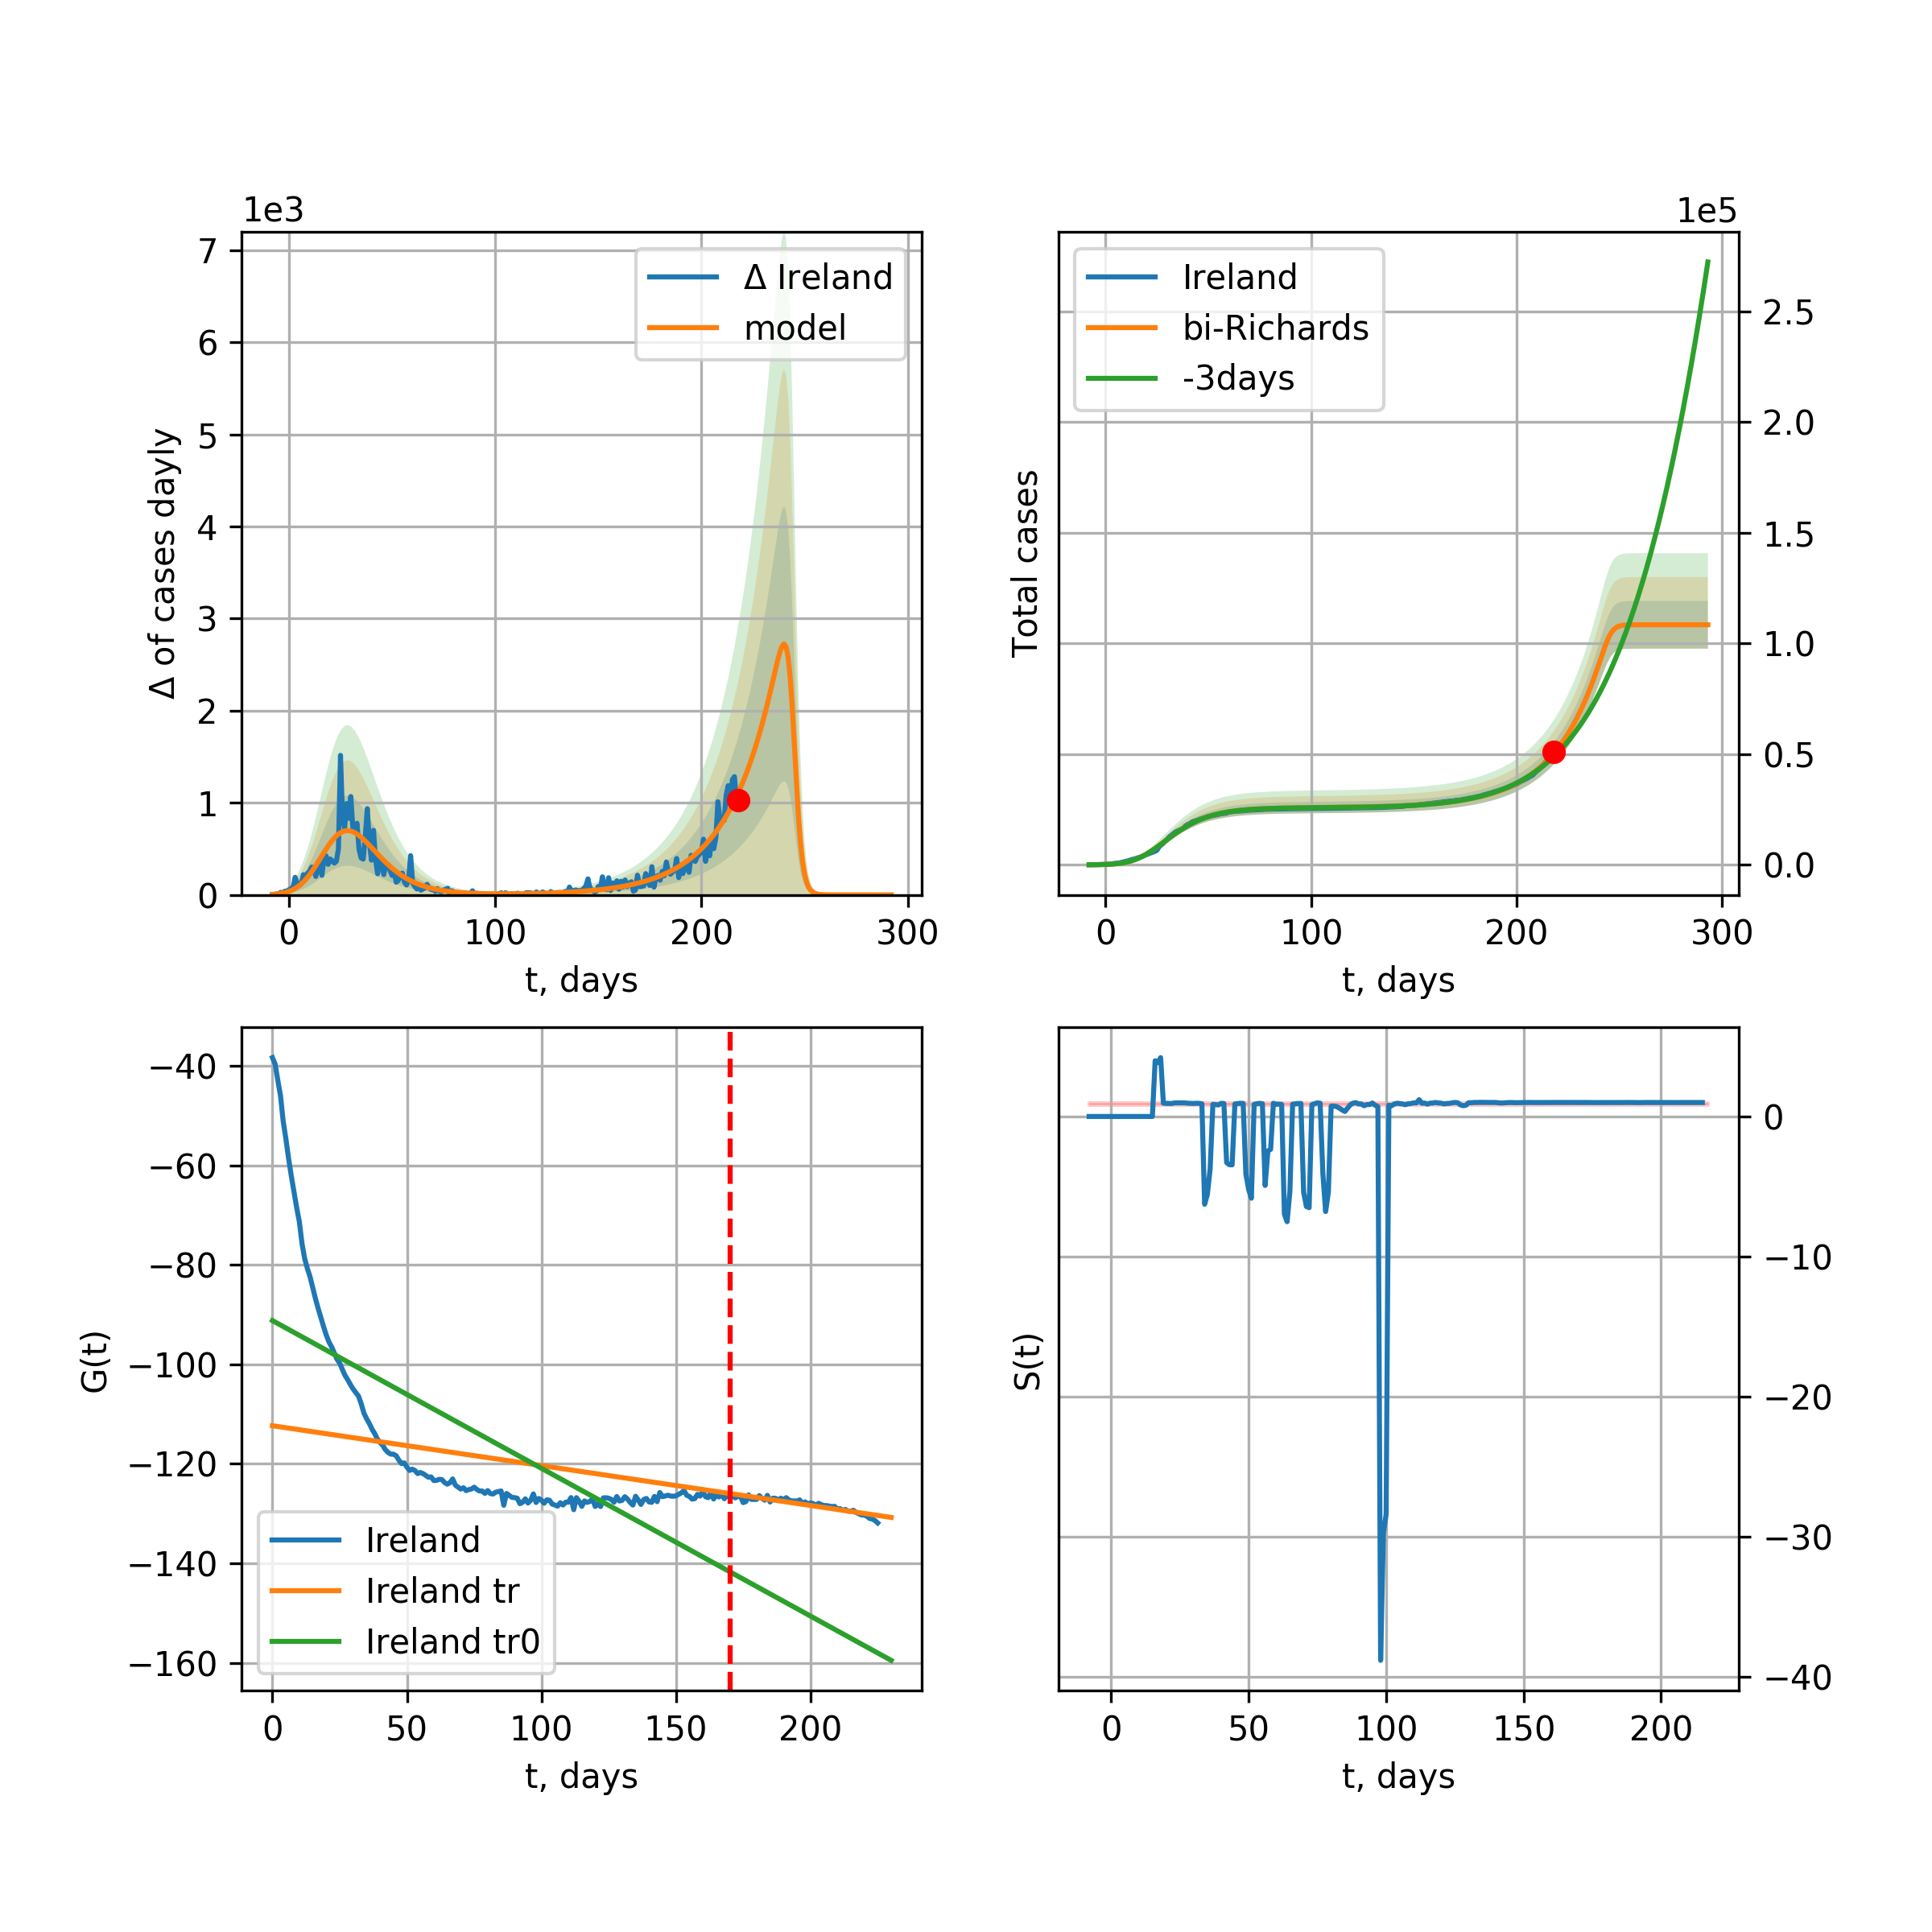 1e3
7
6
5
4
3
2
1
0
Δ of cases dayly
Δ Ireland
model
0 100 200 300
t, days
1e5
2.5
2.0
1.5
1.0
0.5
0.0
Total cases
Ireland
bi-Richards
-3days
0 100 200 300
t, days
−40
−60
−80
−100
−120
−140
−160
G(t)
Ireland
Ireland tr
Ireland tr0
0 50 100 150 200
t, days
0
−10
−20
−30
−40
S(t)
0 50 100 150 200
t, days